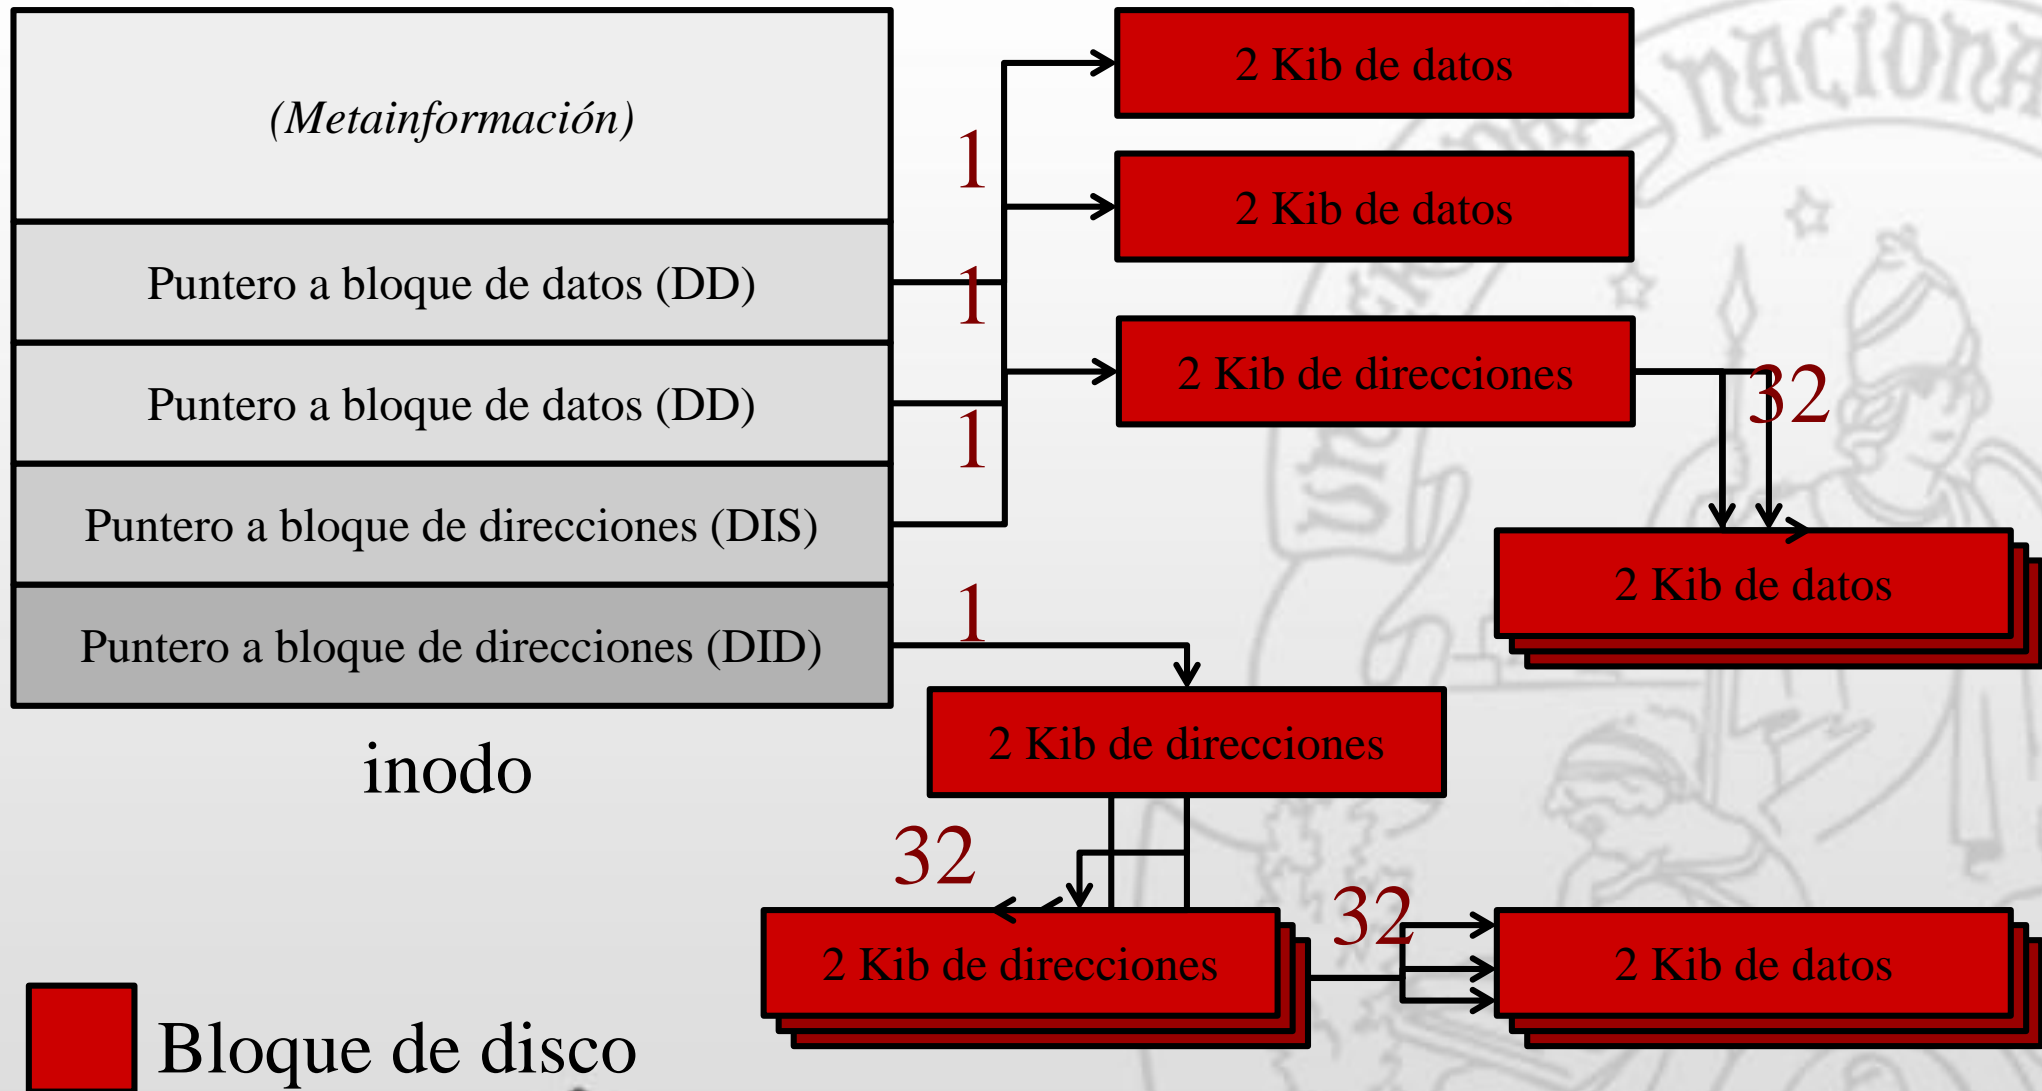 (Metainformación)
Puntero a bloque de datos (DD)
Puntero a bloque de datos (DD)
Puntero a bloque de direcciones (DIS)
Puntero a bloque de direcciones (DID)
inodo
1
1
1
1
2 Kib de datos
2 Kib de datos
2 Kib de direcciones
32
2 Kib de datos
2 Kib de direcciones
32
2 Kib de direcciones
32
2 Kib de datos
Bloque de disco
NACIONA